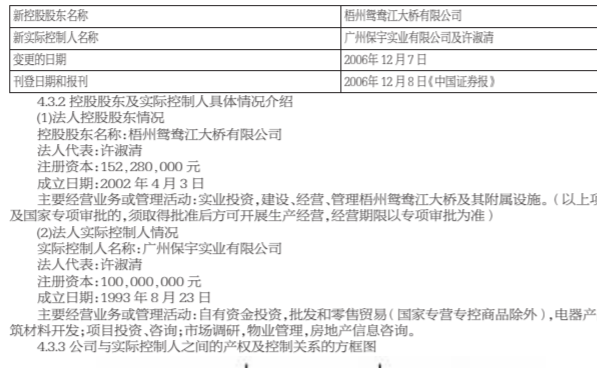 新控股股东名称 梧州鸳鸯江大桥有限公司
新实际控制人名称 广州保宇实业有限公司及许淑清
变更的日期 2006年12月7日
刊登日期和报刊 2006年12月8日《中国证券报》
4.3.2 控股股东及实际控制人具体情况介绍
(1)法人控股股东情况
控股股东名称:梧州鸳鸯江大桥有限公司
法人代表:许淑清
注册资本:152,280,000 元
成立日期:2002 年 4 月 3 日
主要经营业务或管理活动:实业投资,建设、经营、管理梧州鸳鸯江大桥及其附属设施。(以上项
及国家专项审批的,须取得批准后方可开展生产经营,经营期限以专项审批为准)
(2)法人实际控制人情况
实际控制人名称:广州保宇实业有限公司
法人代表:许淑清
注册资本:100,000,000 元
成立日期:1993 年 8 月 23 日
主要经营业务或管理活动:自有资金投资,批发和零售贸易(国家专营专控商品除外),电器产
筑材料开发;项目投资、咨询;市场调研,物业管理,房地产信息咨询。
4.3.3 公司与实际控制人之间的产权及控制关系的方框图